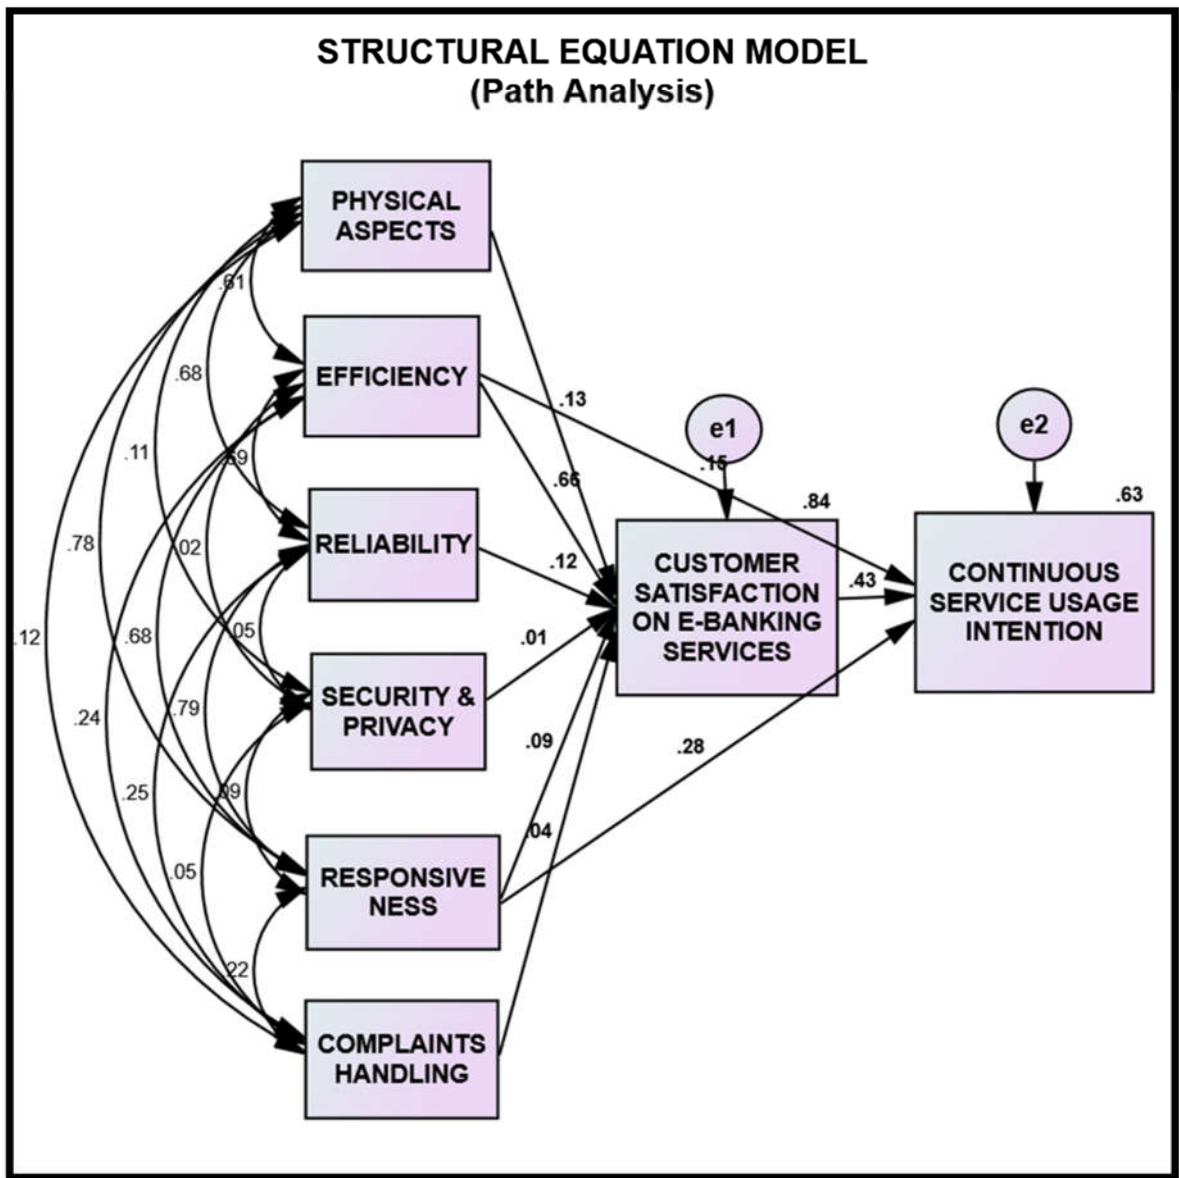 STRUCTURAL EQUATION MODEL
(Path Analysis)
PHYSICAL
ASPECTS
.61
EFFICIENCY
.13
e1
e2
.68
.11
.69
.66
.15
.84
.63
RELIABILITY
.78
.02
.12
CUSTOMER
SATISFACTION
ON E-BANKING
SERVICES
.43
CONTINUOUS
SERVICE USAGE
INTENTION
.12
.68
.05
.01
SECURITY &
PRIVACY
.24
.79
.09
.28
.25
.09
.04
RESPONSIVE
NESS
.05
.22
COMPLAINTS
HANDLING